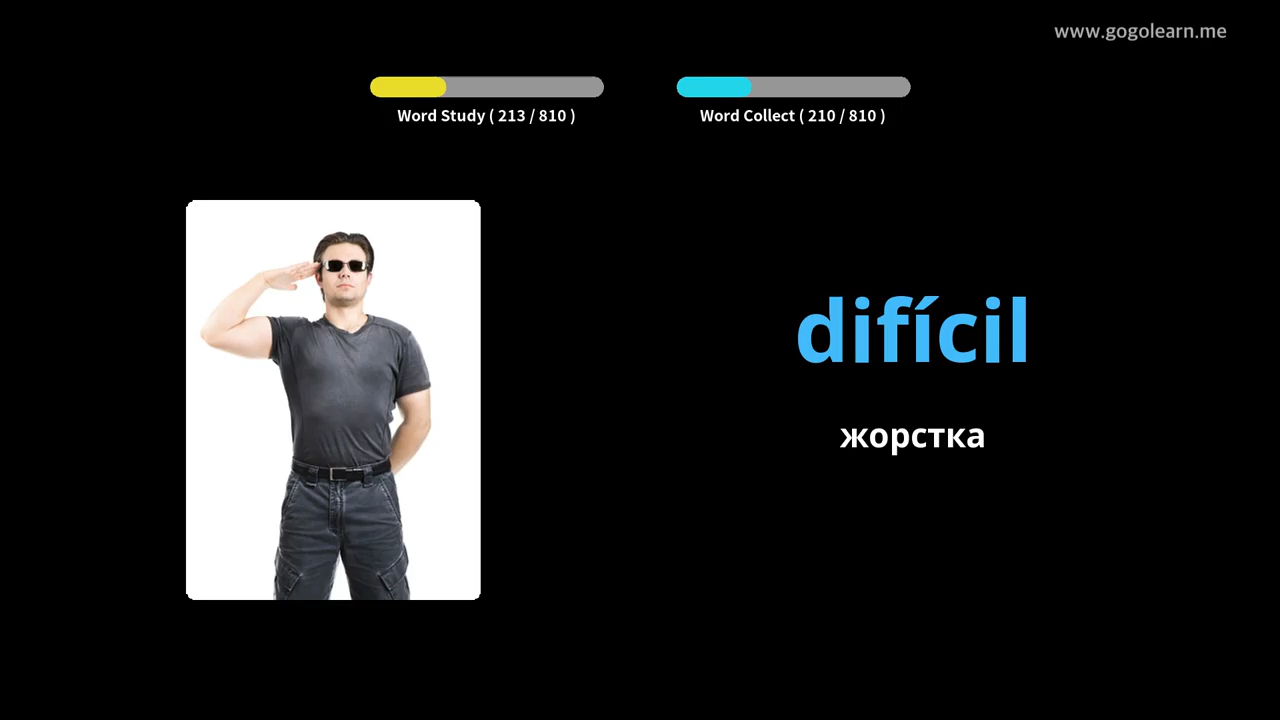 www.gogolearn.me
Word Study ( 213 / 810 )
Word Collect ( 210 / 810 )
difícil
жорстка